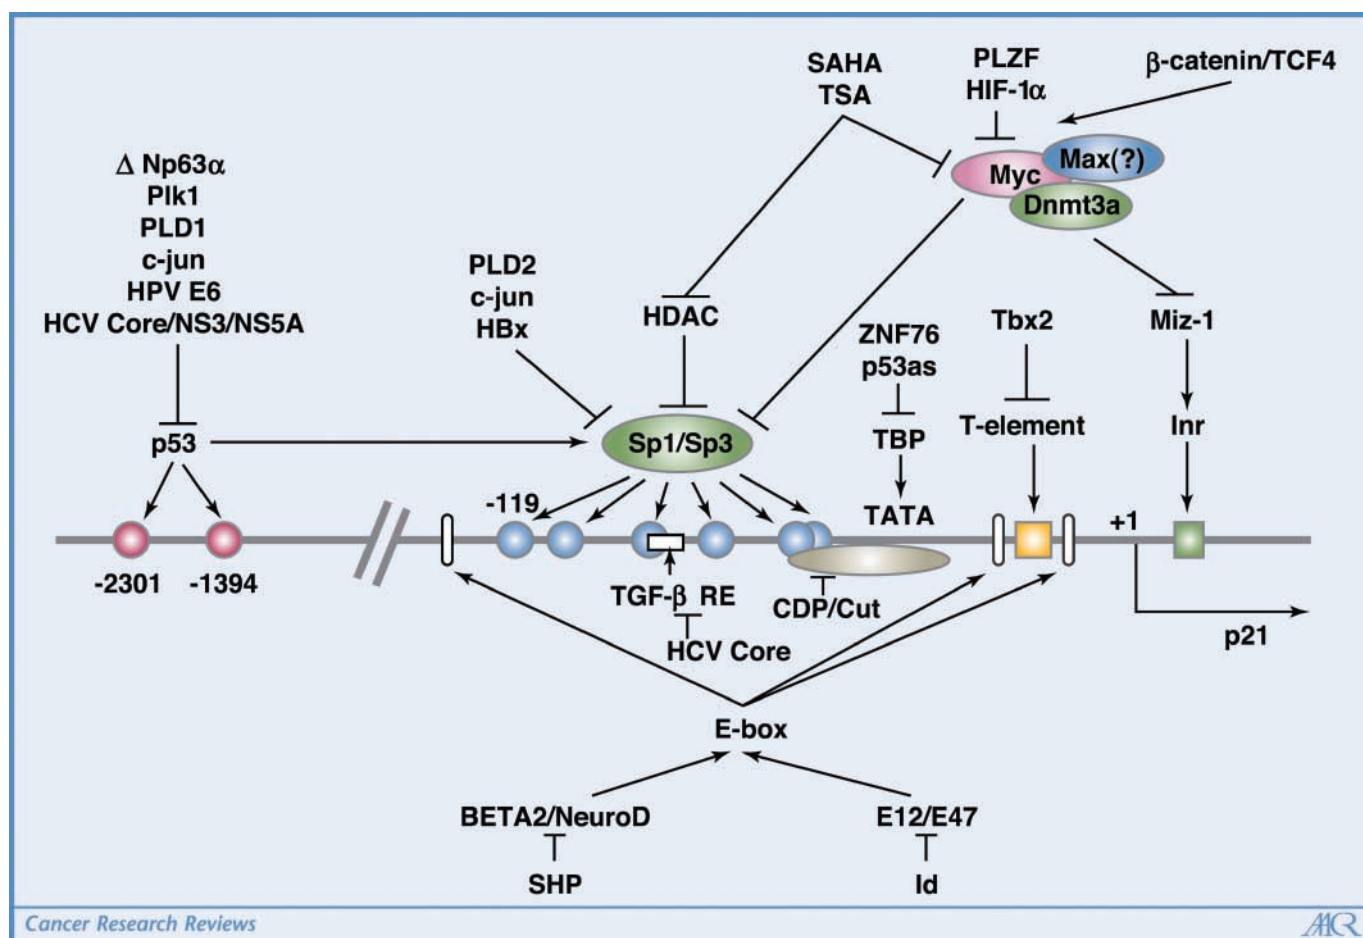 SAHA
TSA
PLZF
HIF-1α
β-catenin/TCF4
Myc
Max(?)
Dnmt3a
Δ Np63α
Plk1
PLD1
c-jun
HPV E6
HCV Core/NS3/NS5A
PLD2
c-jun
HBx
HDAC
ZNF76
p53as
Tbx2
Miz-1
p53
Sp1/Sp3
TBP
T-element
Inr
-119
TATA
+1
-2301
-1394
TGF-β RE
CDP/Cut
HCV Core
p21
E-box
BETA2/NeuroD
E12/E47
SHP
Id
Cancer Research Reviews
AACR